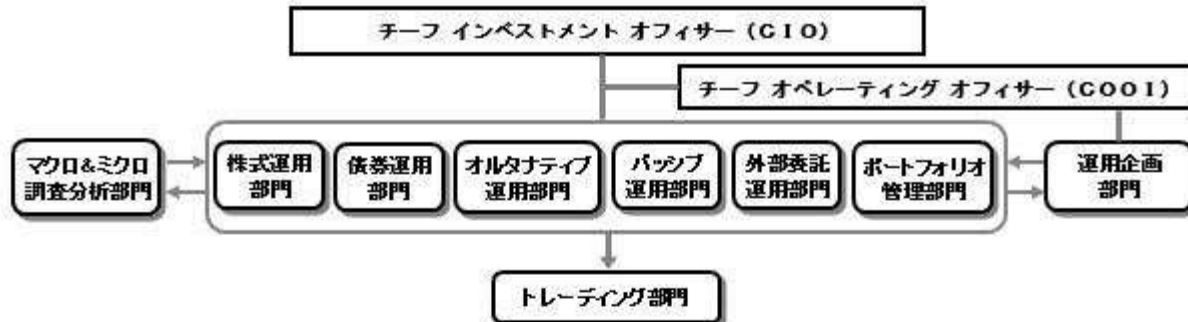 チーフ インベストメント オフィサー (CIO)
チーフ オペレーティング オフィサー (COOI)
マクロ&ミクロ
調査分析部門
株式運用
部門
債券運用
部門
オルタナティブ
運用部門
パッシブ
運用部門
外部委託
運用部門
ポートフォリオ
管理部門
運用企画
部門
トレーディング部門